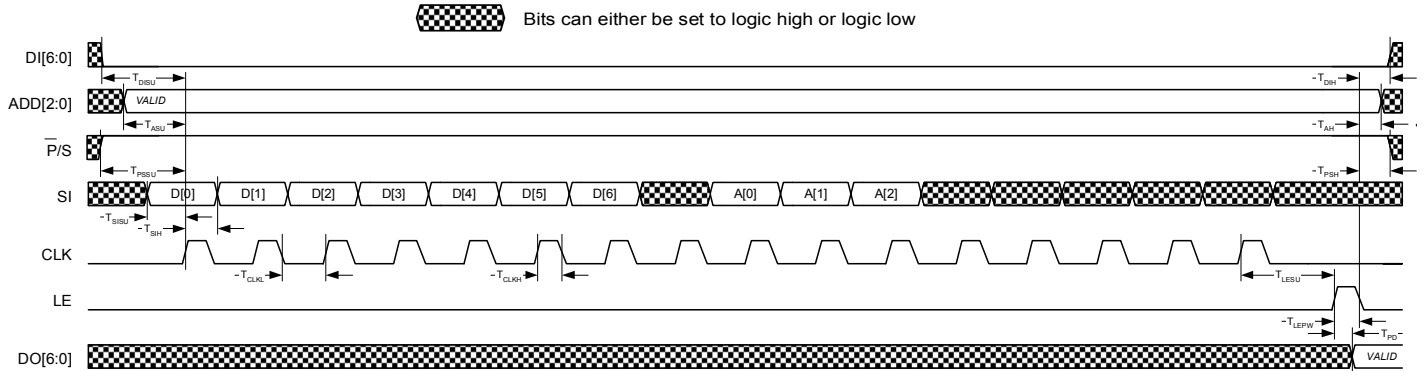 Bits can either be set to logic high or logic low
DI[6:0]
T_DISU
T_DIH
ADD[2:0]
VALID
T_ASU
T_AH
P̅/S
T_PSSU
T_PSH
SI
D[0] D[1] D[2] D[3] D[4] D[5] D[6] A[0] A[1] A[2]
T_SISU
T_SIH
CLK
T_CLKL
T_CLKH
T_LESU
LE
T_LEPW
T_PD
DO[6:0]
VALID